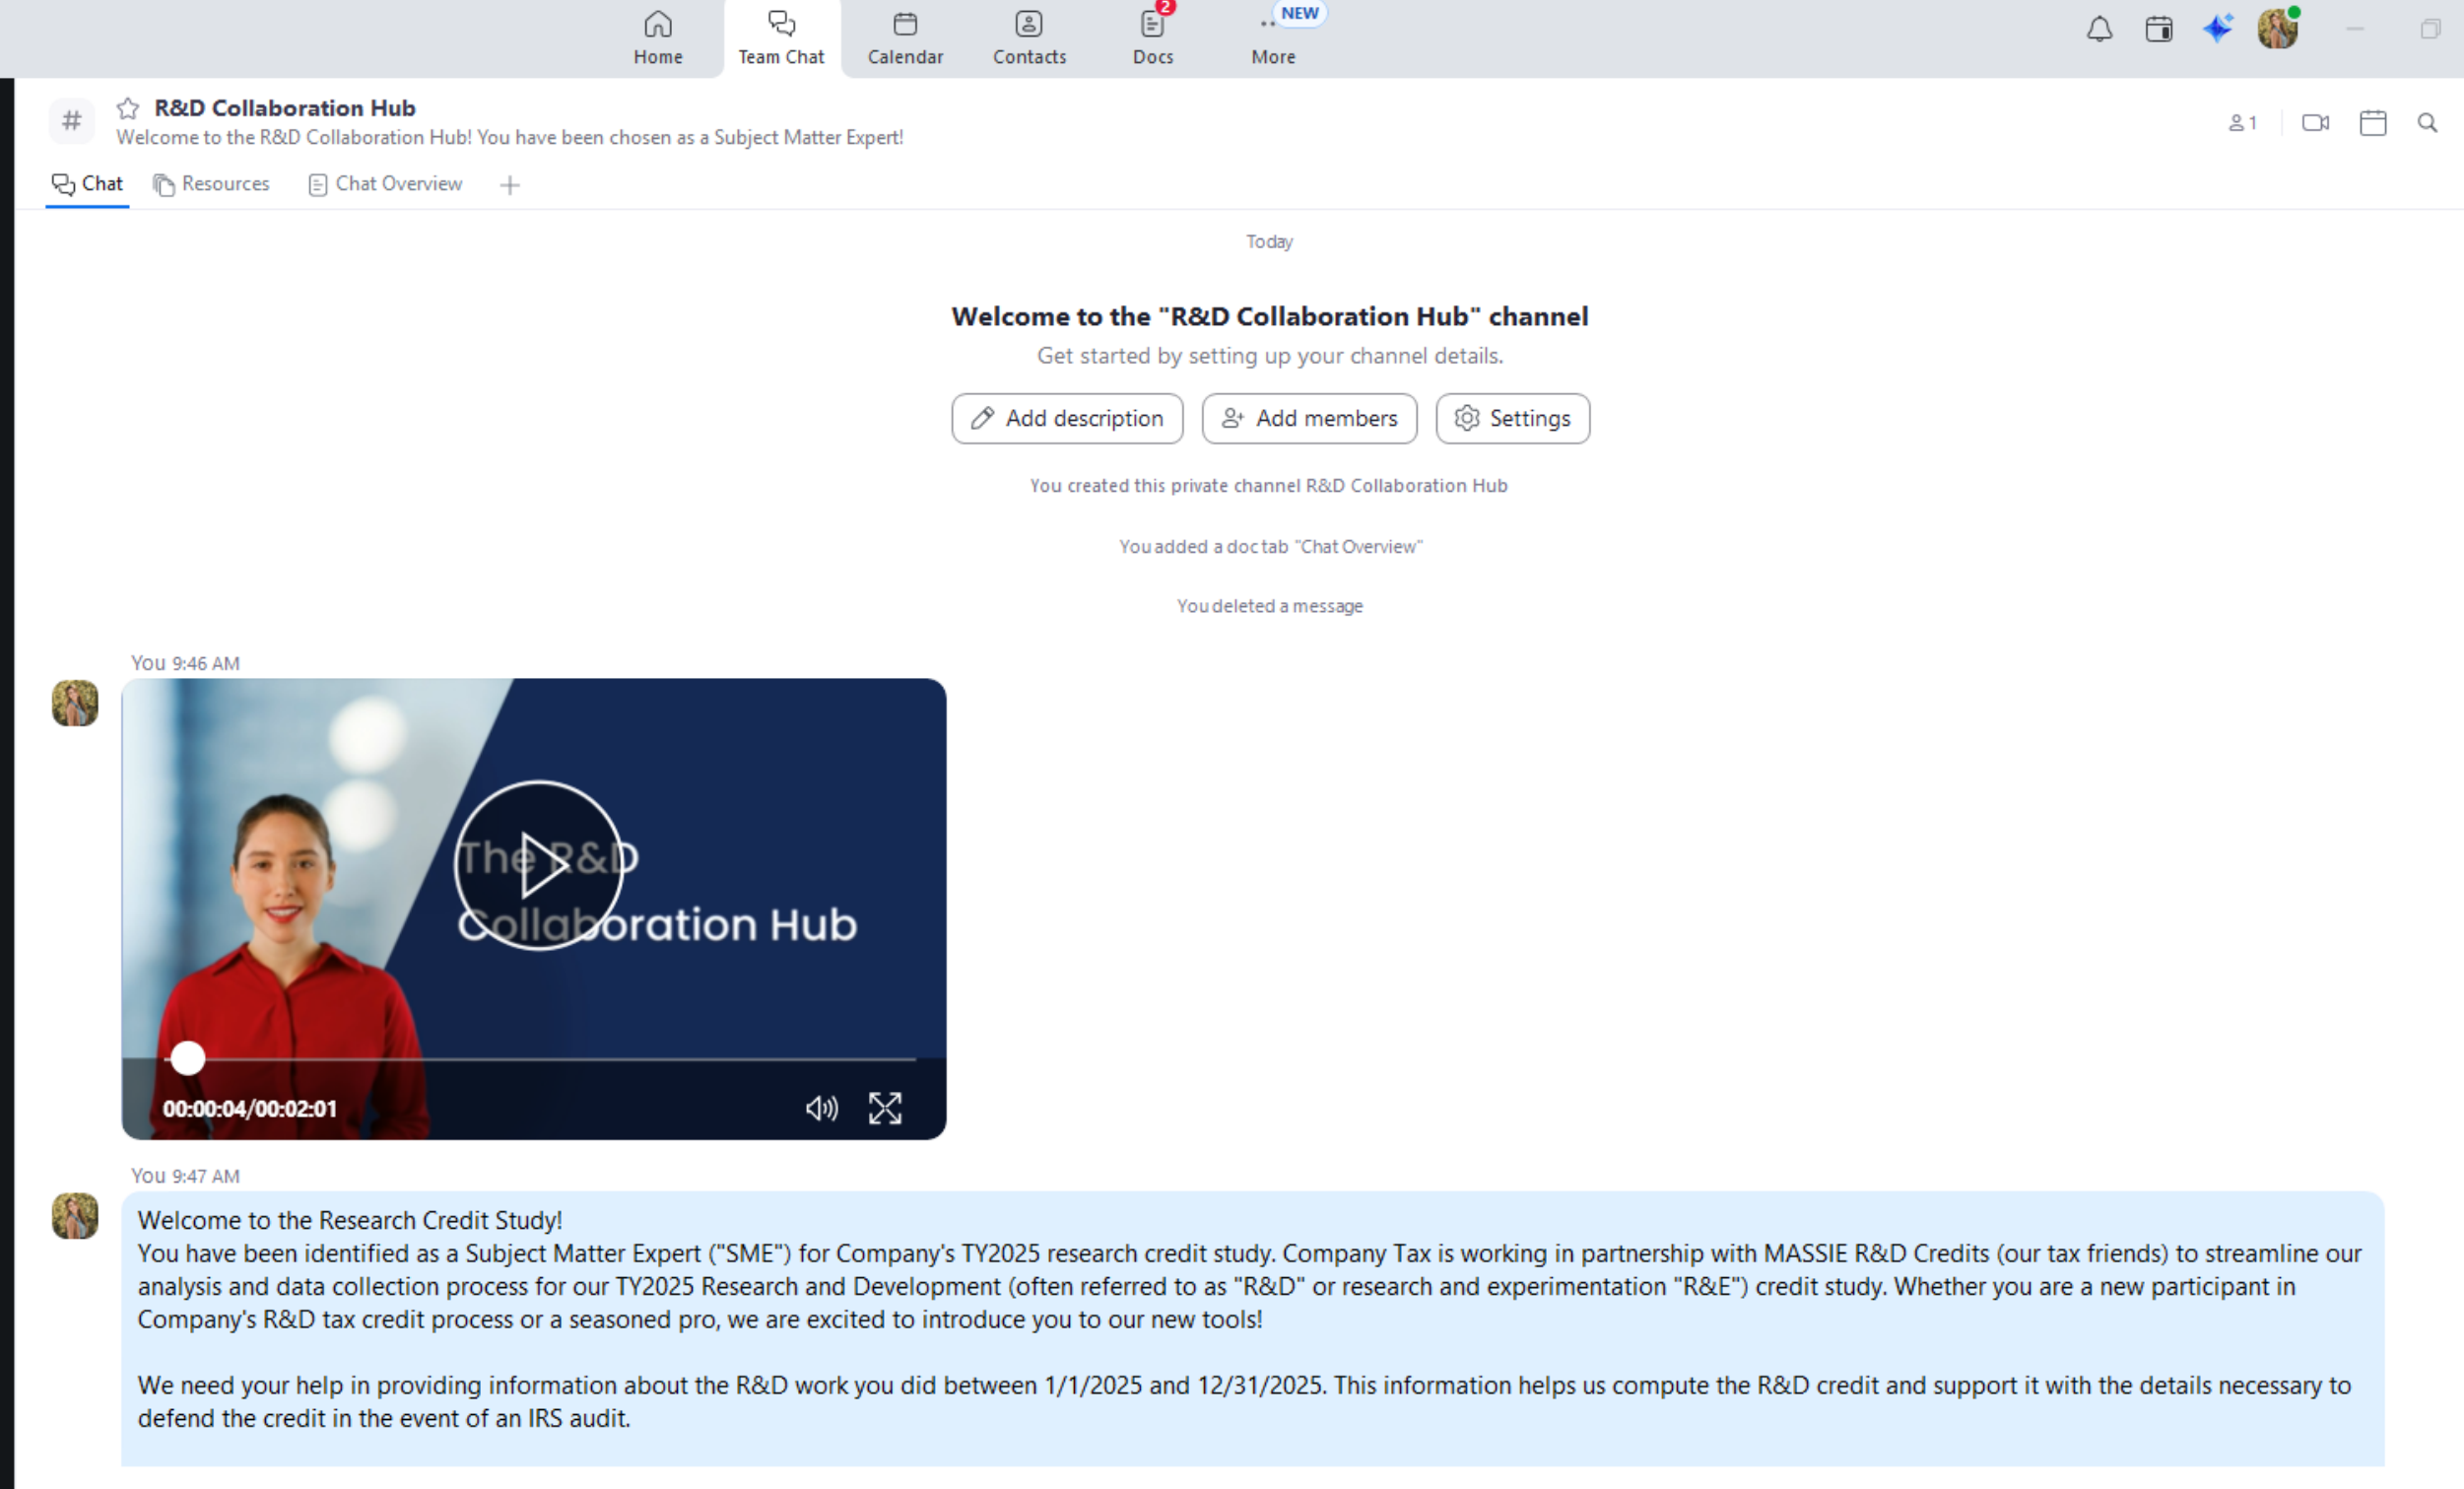 Home
Team Chat
Calendar
Contacts
2
Docs
NEW
More
R&D Collaboration Hub
Welcome to the R&D Collaboration Hub! You have been chosen as a Subject Matter Expert!
1
Chat
Resources
Chat Overview
Today
Welcome to the "R&D Collaboration Hub" channel
Get started by setting up your channel details.
Add description
Add members
Settings
You created this private channel R&D Collaboration Hub
You added a doc tab "Chat Overview"
You deleted a message
You 9:46 AM
The R&D
Collaboration Hub
00:00:04/00:02:01
You 9:47 AM
Welcome to the Research Credit Study!
You have been identified as a Subject Matter Expert ("SME") for Company's TY2025 research credit study. Company Tax is working in partnership with MASSIE R&D Credits (our tax friends) to streamline our
analysis and data collection process for our TY2025 Research and Development (often referred to as "R&D" or research and experimentation "R&E") credit study. Whether you are a new participant in
Company's R&D tax credit process or a seasoned pro, we are excited to introduce you to our new tools!
We need your help in providing information about the R&D work you did between 1/1/2025 and 12/31/2025. This information helps us compute the R&D credit and support it with the details necessary to
defend the credit in the event of an IRS audit.